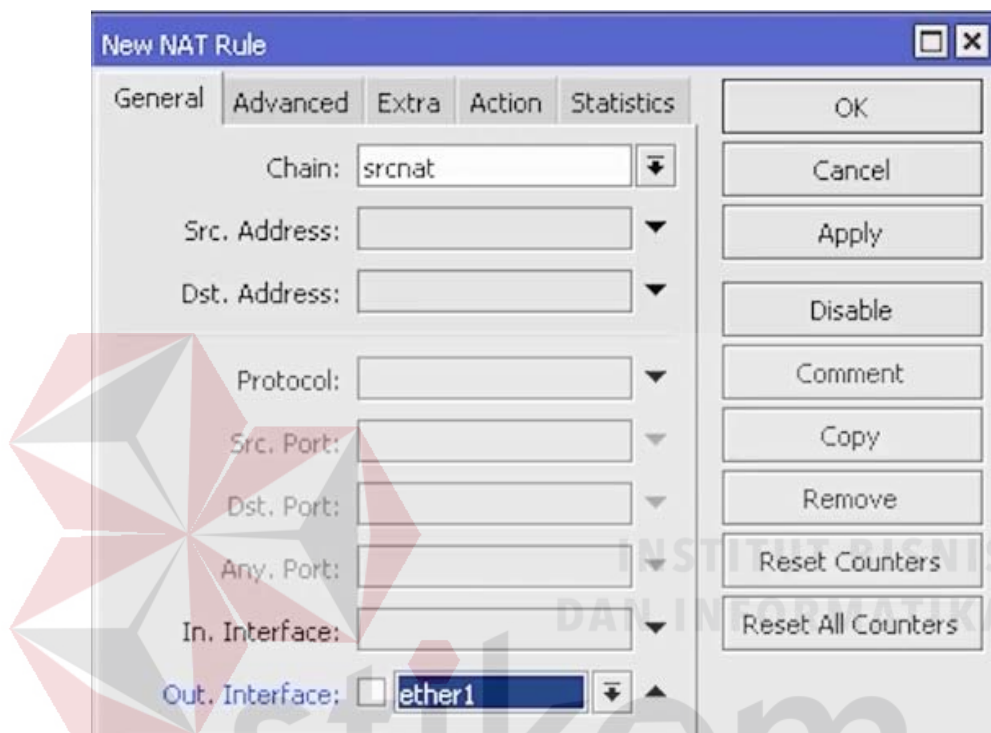 New NAT Rule
General
Advanced
Extra
Action
Statistics
Chain:
srcnat
Src. Address:
Dst. Address:
Protocol:
Src. Port:
Dst. Port:
Any. Port:
In. Interface:
Out. Interface:
ether1
OK
Cancel
Apply
Disable
Comment
Copy
Remove
Reset Counters
Reset All Counters
INSTITUT BISNIS
DAN INFORMATIKA
stikom